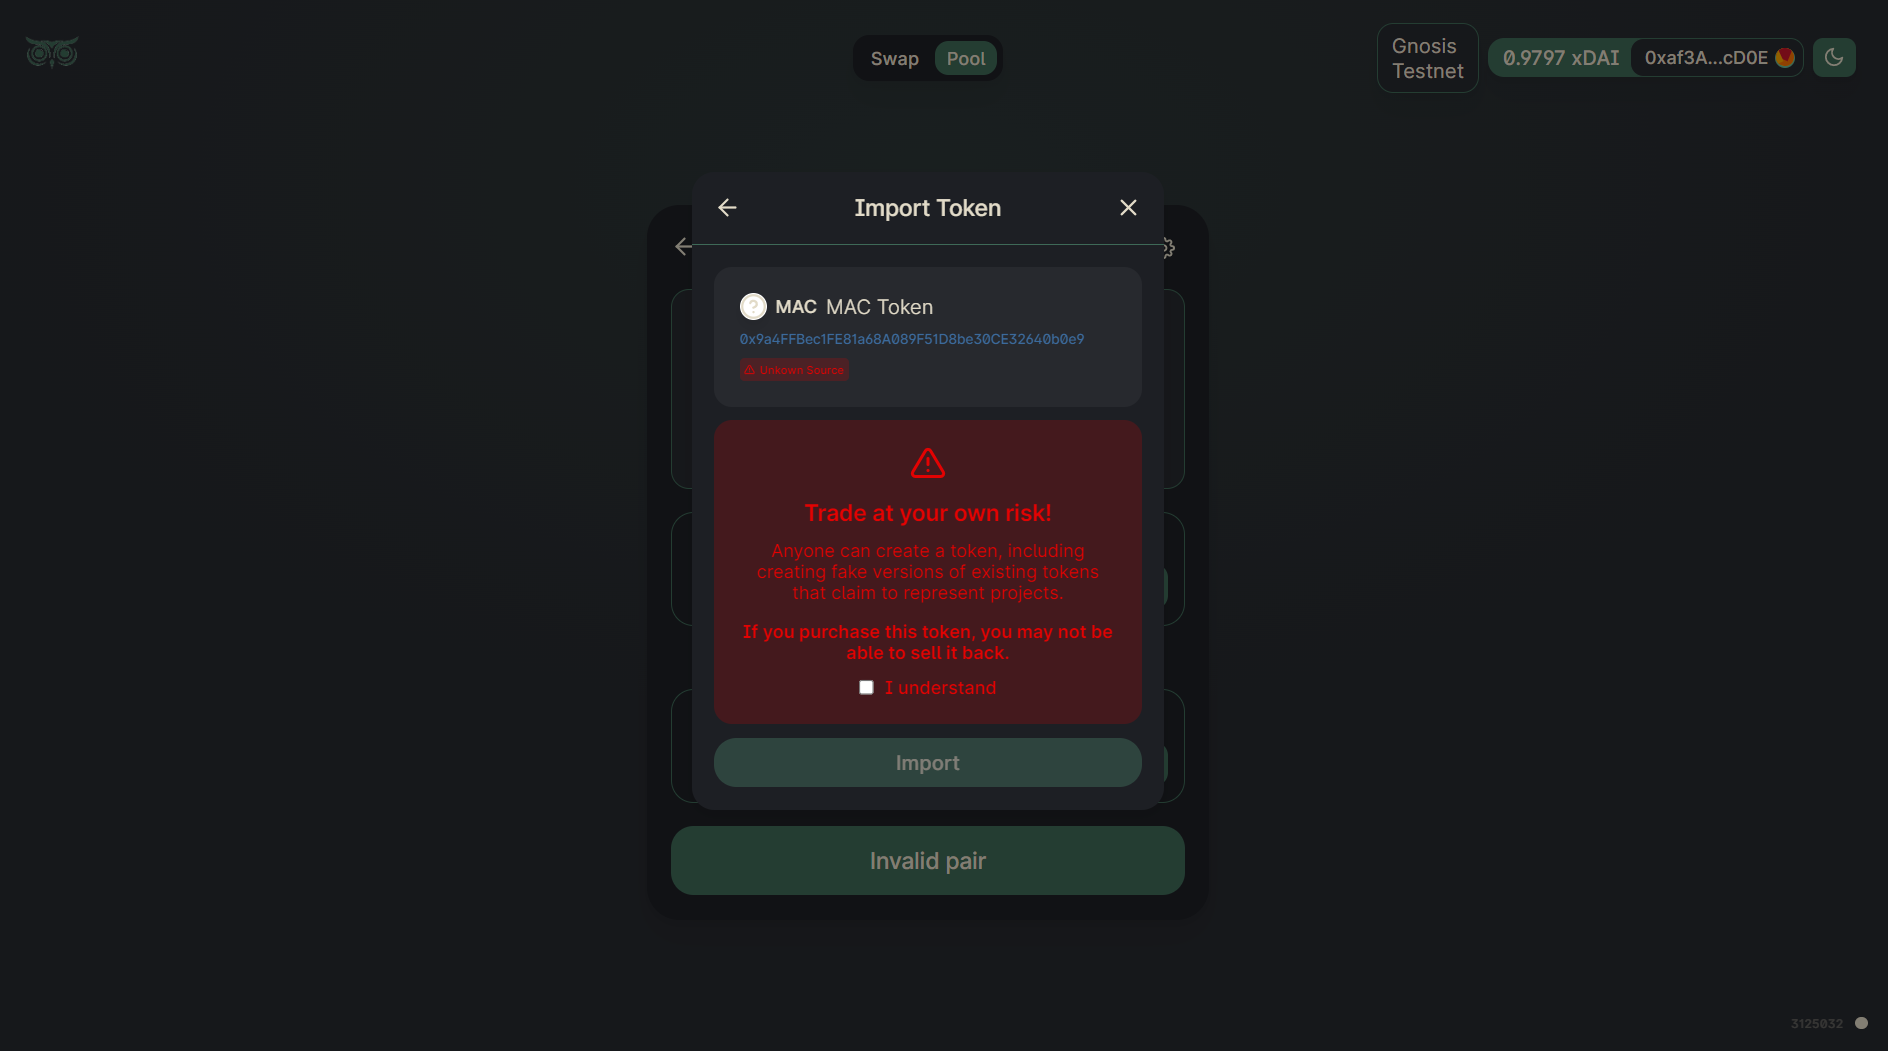 Swap
Pool
Gnosis
Testnet
0.9797 xDAI
0xaf3A...cD0E
Import Token
MAC MAC Token
0x9a4FFBec1FE81a68A089F51D8be30CE32640b0e9
Unkown Source
Trade at your own risk!
Anyone can create a token, including
creating fake versions of existing tokens
that claim to represent projects.
If you purchase this token, you may not be
able to sell it back.
I understand
Import
Invalid pair
3125032